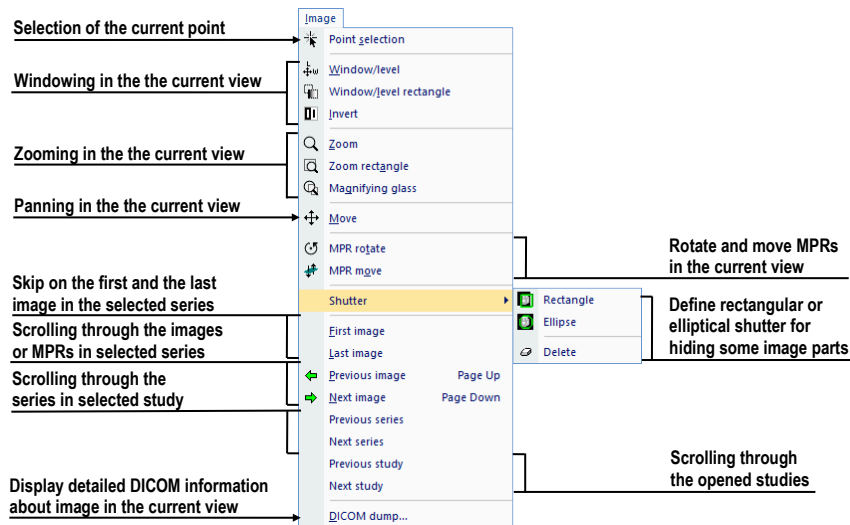 Image
Selection of the current point
Point selection
Windowing in the the current view
Window/level
Window/level rectangle
Invert
Zooming in the the current view
Zoom
Zoom rectangle
Magnifying glass
Panning in the the current view
Move
MPR rotate
MPR move
Rotate and move MPRs
in the current view
Skip on the first and the last
image in the selected series
Shutter
Rectangle
Ellipse
Delete
Define rectangular or
elliptical shutter for
hiding some image parts
Scrolling through the images
or MPRs in selected series
First image
Last image
Scrolling through the
series in selected study
Previous image Page Up
Next image Page Down
Previous series
Next series
Previous study
Next study
Scrolling through
the opened studies
Display detailed DICOM information
about image in the current view
DICOM dump...